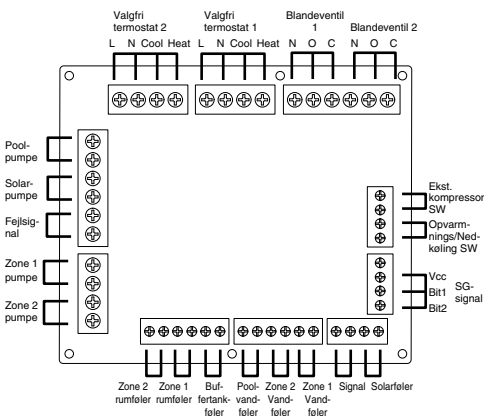 Valgfri
termostat 2
Valgfri
termostat 1
Blandeventil
1
Blandeventil 2
L N Cool Heat
L N Cool Heat
N O C
N O C
Pool-
pumpe
Solar-
pumpe
Fejlsig-
nal
Zone 1
pumpe
Zone 2
pumpe
Ekst.
kompressor
SW
Opvarm-
nings/Ned-
køling SW
Vcc
Bit1
Bit2
SG-
signal
Zone 2
rumføler
Zone 1
rumføler
Buf-
fertank-
føler
Pool-
vand-
føler
Zone 2
Vand-
føler
Zone 1
Vand-
føler
Signal
Solarføler